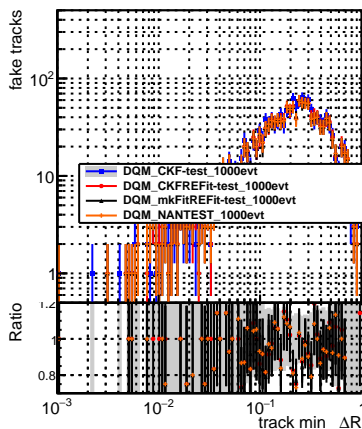 fake tracks
10²
10
1
DQM_CKF-test_1000evt
DQM_CKFREFit-test_1000evt
DQM_mkFitREFit-test_1000evt
DQM_NANTEST_1000evt
Ratio
1.2
1
0.8
10⁻³ 10⁻² 10⁻¹ 1
track min ΔR